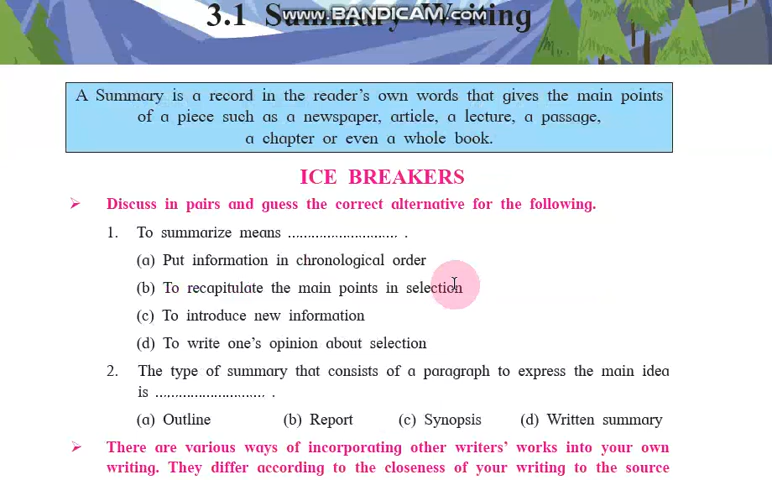 3.1 Summary Writing
www.BANDICAM.com
A Summary is a record in the reader's own words that gives the main points
of a piece such as a newspaper, article, a lecture, a passage,
a chapter or even a whole book.
ICE BREAKERS
➢ Discuss in pairs and guess the correct alternative for the following.
1. To summarize means ............................ .
(a) Put information in chronological order
(b) To recapitulate the main points in selection
(c) To introduce new information
(d) To write one's opinion about selection
2. The type of summary that consists of a paragraph to express the main idea
is ............................ .
(a) Outline (b) Report (c) Synopsis (d) Written summary
➢ There are various ways of incorporating other writers' works into your own
writing. They differ according to the closeness of your writing to the source